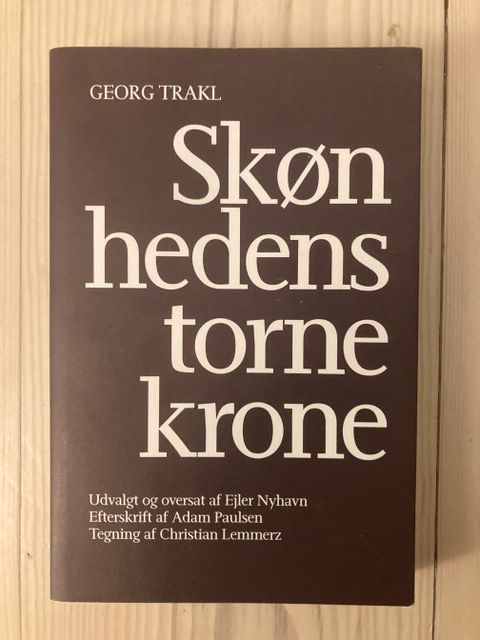 GEORG TRAKL
Skøn
hedens
torne
krone
Udvalgt og oversat af Ejler Nyhavn
Efterskrift af Adam Paulsen
Tegning af Christian Lemmerz